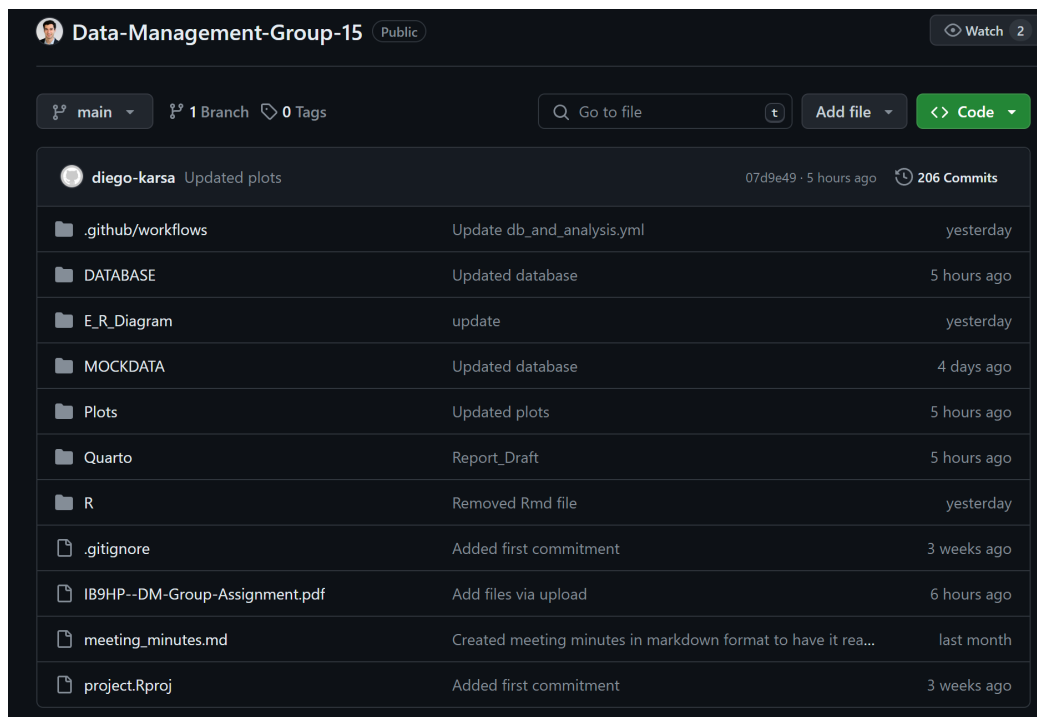 Data-Management-Group-15 Public Watch 2
main 1 Branch 0 Tags Go to file t Add file <> Code
diego-karsa Updated plots 07d9e49 · 5 hours ago 206 Commits
.github/workflows Update db_and_analysis.yml yesterday
DATABASE Updated database 5 hours ago
E_R_Diagram update yesterday
MOCKDATA Updated database 4 days ago
Plots Updated plots 5 hours ago
Quarto Report_Draft 5 hours ago
R Removed Rmd file yesterday
.gitignore Added first commitment 3 weeks ago
IB9HP--DM-Group-Assignment.pdf Add files via upload 6 hours ago
meeting_minutes.md Created meeting minutes in markdown format to have it rea... last month
project.Rproj Added first commitment 3 weeks ago